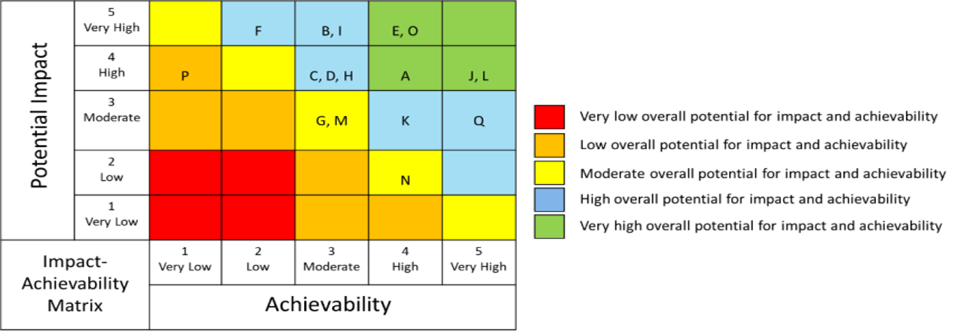 Potential Impact
5
Very High
F
B, I
E, O
4
High
P
C, D, H
A
J, L
3
Moderate
G, M
K
Q
2
Low
N
1
Very Low
Impact-
Achievability
Matrix
1
Very Low
2
Low
3
Moderate
4
High
5
Very High
Achievability
Very low overall potential for impact and achievability
Low overall potential for impact and achievability
Moderate overall potential for impact and achievability
High overall potential for impact and achievability
Very high overall potential for impact and achievability